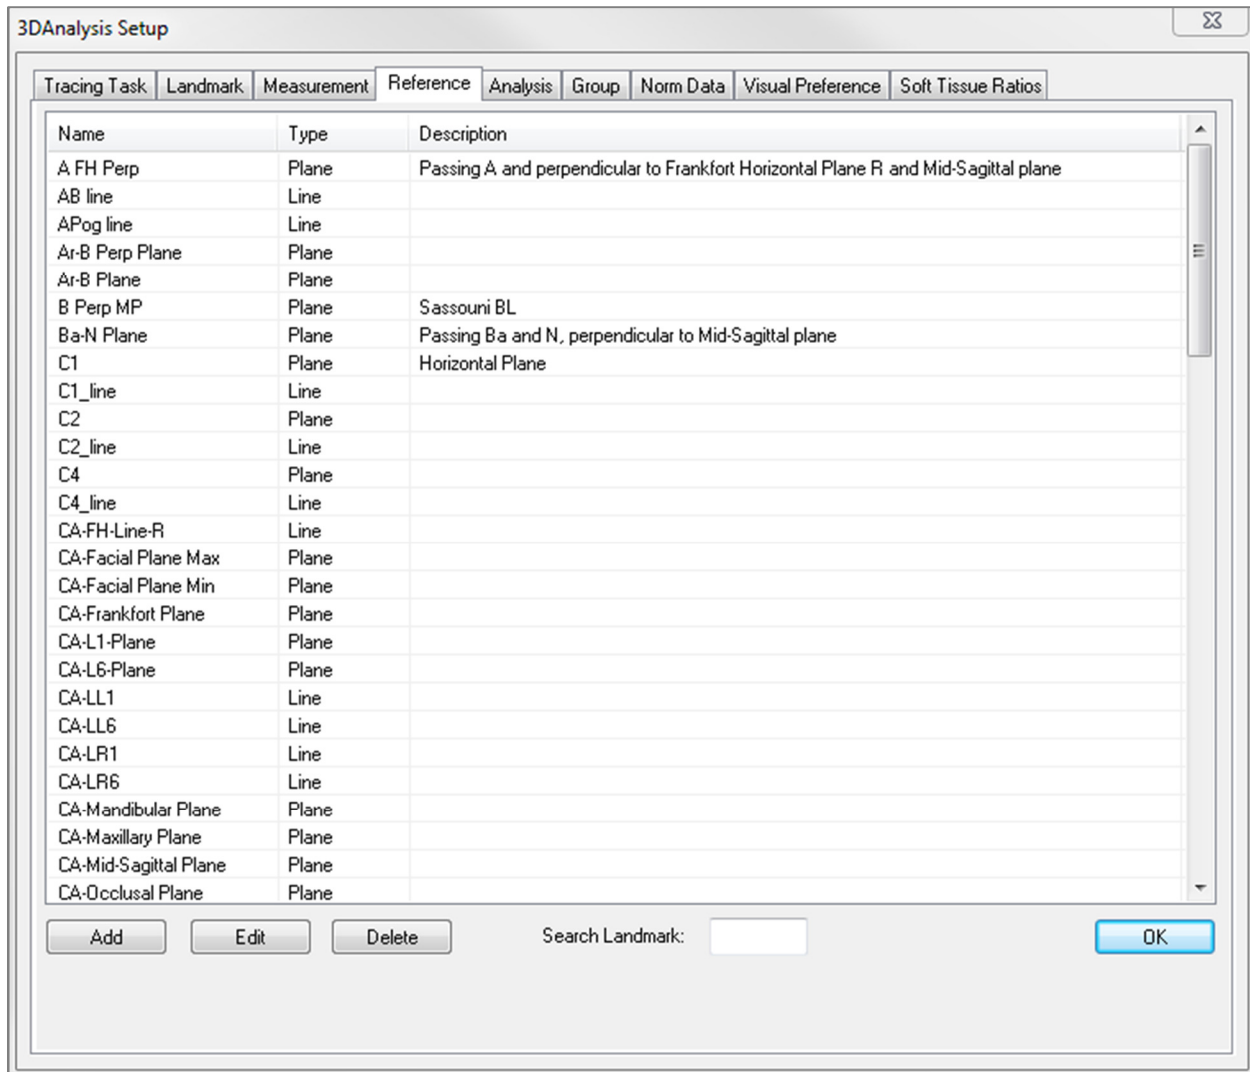 3DAnalysis Setup
Tracing Task Landmark Measurement Reference Analysis Group Norm Data Visual Preference Soft Tissue Ratios
Name Type Description
A FH Perp Plane Passing A and perpendicular to Frankfort Horizontal Plane R and Mid-Sagittal plane
AB line Line
APog line Line
Ar-B Perp Plane Plane
Ar-B Plane Plane
B Perp MP Plane Sassouni BL
Ba-N Plane Plane Passing Ba and N, perpendicular to Mid-Sagittal plane
C1 Plane Horizontal Plane
C1_line Line
C2 Plane
C2_line Line
C4 Plane
C4_line Line
CA-FH-Line-R Line
CA-Facial Plane Max Plane
CA-Facial Plane Min Plane
CA-Frankfort Plane Plane
CA-L1-Plane Plane
CA-L6-Plane Plane
CA-LL1 Line
CA-LL6 Line
CA-LR1 Line
CA-LR6 Line
CA-Mandibular Plane Plane
CA-Maxillary Plane Plane
CA-Mid-Sagittal Plane Plane
CA-Occlusal Plane Plane
Add Edit Delete Search Landmark: OK